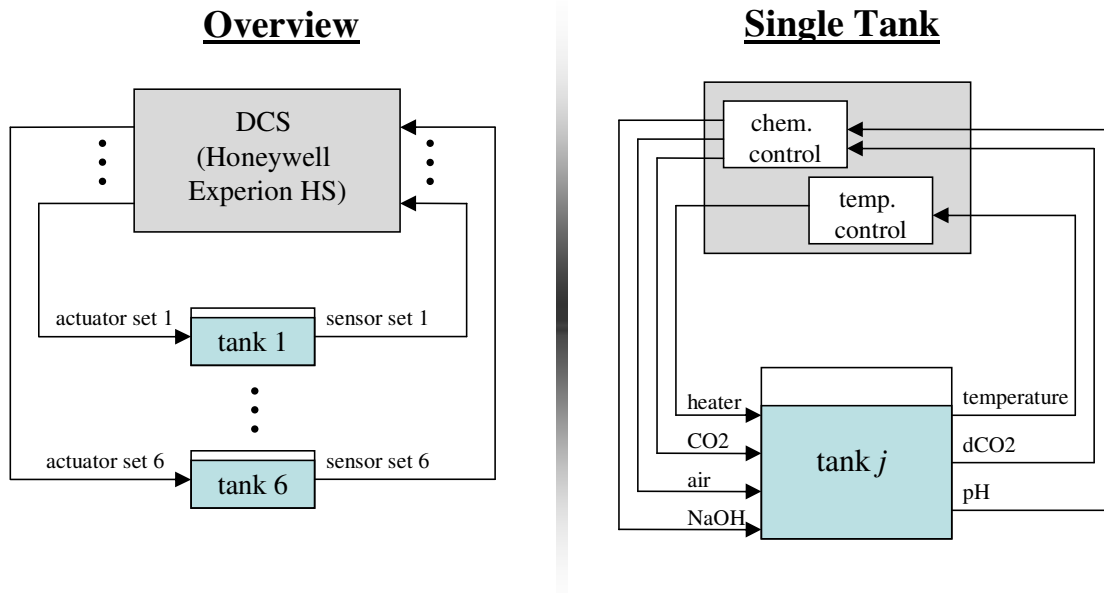 Overview
DCS
(Honeywell
Experion HS)
actuator set 1
tank 1
sensor set 1
actuator set 6
tank 6
sensor set 6
Single Tank
chem.
control
temp.
control
heater
CO2
air
NaOH
tank j
temperature
dCO2
pH